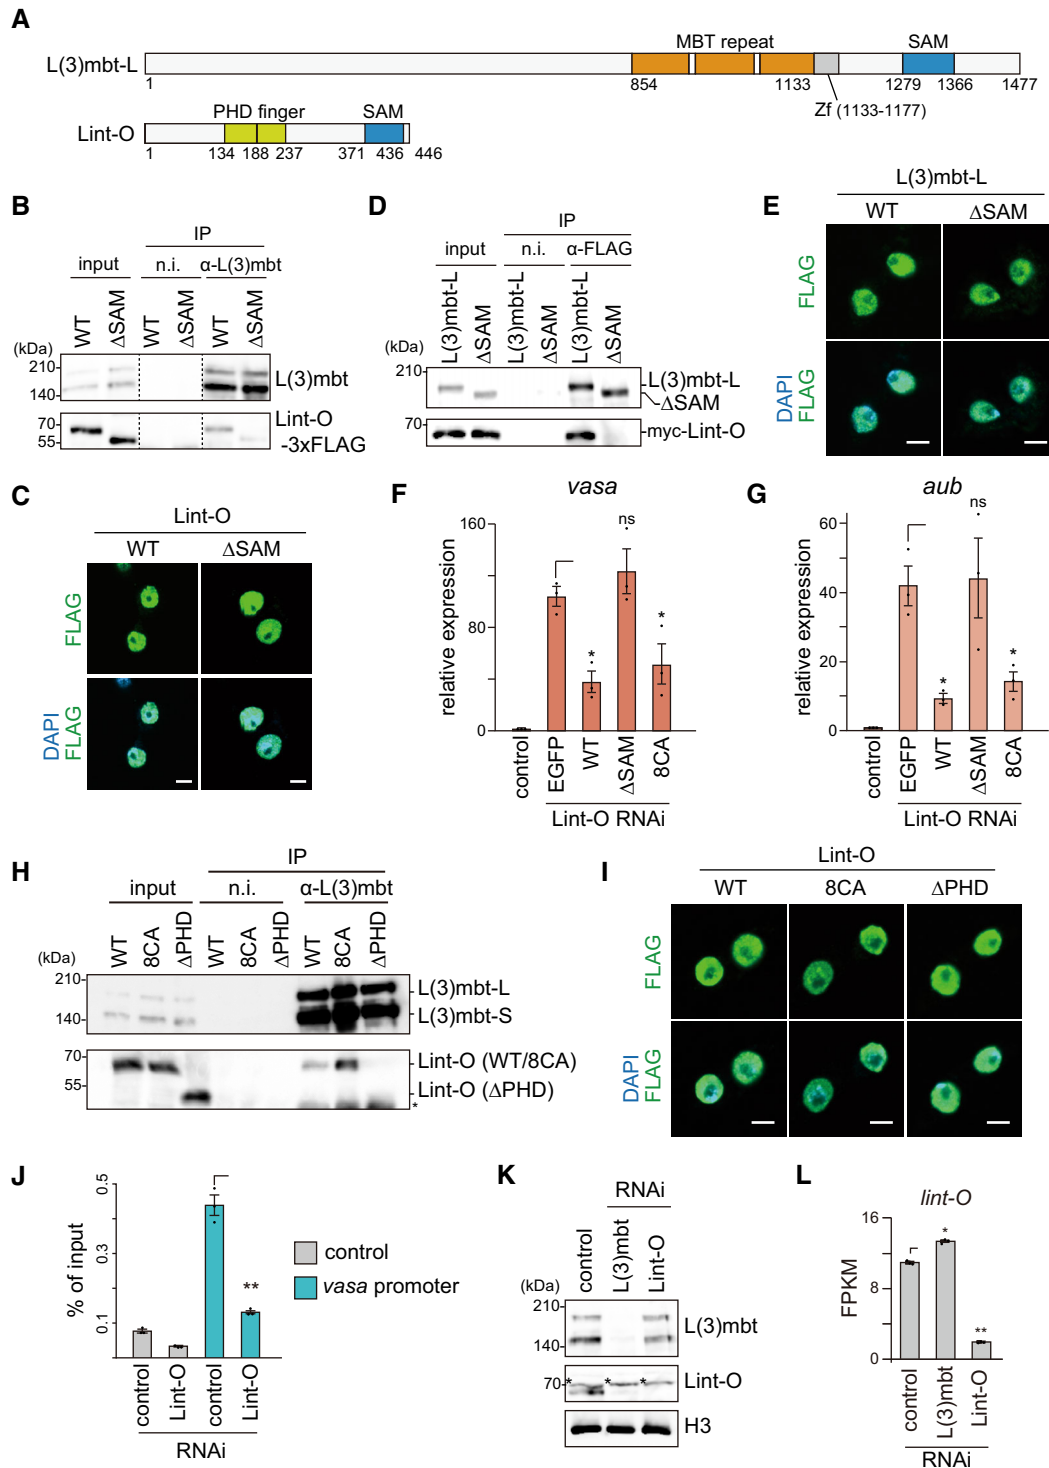 A
L(3)mbt-L
MBT repeat
SAM
1
854
1133
1279
1366
1477
Zf (1133-1177)
Lint-O
PHD finger
SAM
1
134
188
237
371
436
446
B
IP
input
n.i.
α-L(3)mbt
WT
ΔSAM
WT
ΔSAM
WT
ΔSAM
(kDa)
210
140
L(3)mbt
70
55
Lint-O
-3xFLAG
C
Lint-O
WT
ΔSAM
FLAG
DAPI
FLAG
D
IP
input
n.i.
α-FLAG
L(3)mbt-L
ΔSAM
L(3)mbt-L
ΔSAM
L(3)mbt-L
ΔSAM
(kDa)
210
L(3)mbt-L
ΔSAM
70
myc-Lint-O
E
L(3)mbt-L
WT
ΔSAM
FLAG
DAPI
FLAG
F
vasa
relative expression
160
80
0
*
ns
*
control
EGFP
WT
ΔSAM
8CA
Lint-O RNAi
G
aub
relative expression
60
40
20
0
*
ns
*
control
EGFP
WT
ΔSAM
8CA
Lint-O RNAi
H
IP
input
n.i.
α-L(3)mbt
WT
8CA
ΔPHD
WT
8CA
ΔPHD
WT
8CA
ΔPHD
(kDa)
210
140
L(3)mbt-L
L(3)mbt-S
70
55
Lint-O (WT/8CA)
Lint-O (ΔPHD)
*
I
Lint-O
WT
8CA
ΔPHD
FLAG
DAPI
FLAG
J
% of input
0.5
0.3
0.1
**
control
vasa promoter
control
Lint-O
control
Lint-O
RNAi
K
RNAi
control
L(3)mbt
Lint-O
(kDa)
210
140
L(3)mbt
70
*
*
*
Lint-O
H3
L
lint-O
FPKM
16
8
0
*
**
control
L(3)mbt
Lint-O
RNAi